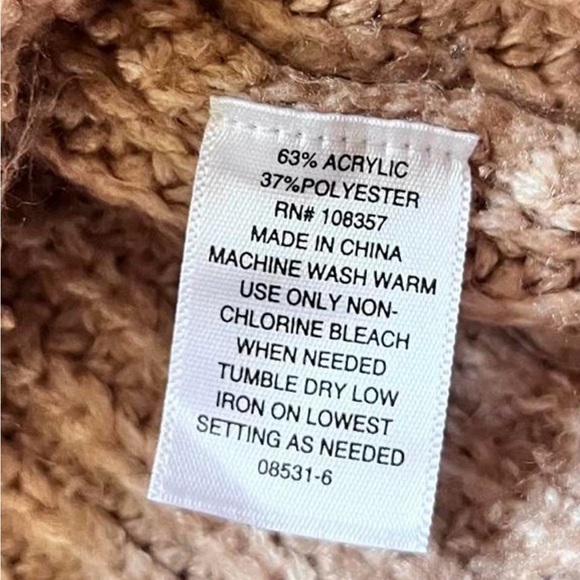 63% ACRYLIC
37%POLYESTER
RN# 108357
MADE IN CHINA
MACHINE WASH WARM
USE ONLY NON-
CHLORINE BLEACH
WHEN NEEDED
TUMBLE DRY LOW
IRON ON LOWEST
SETTING AS NEEDED
08531-6